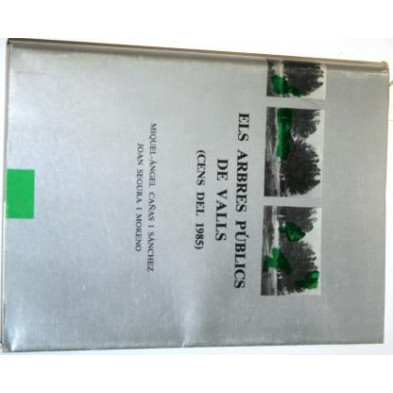 ELS ARBRES PÚBLICS
DE VALLS
(CENS DEL 1985)
MIQUEL-ÀNGEL CAÑAS I SÁNCHEZ
JOAN SEGURA I MORENO